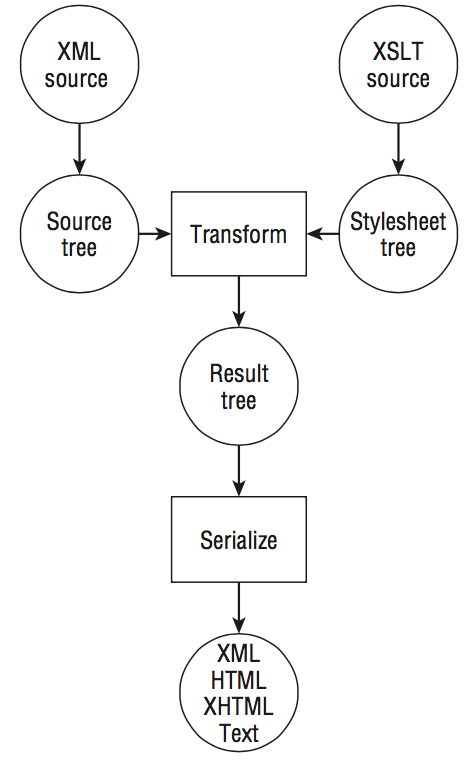 XML
source
XSLT
source
Source
tree
Transform
Stylesheet
tree
Result
tree
Serialize
XML
HTML
XHTML
Text